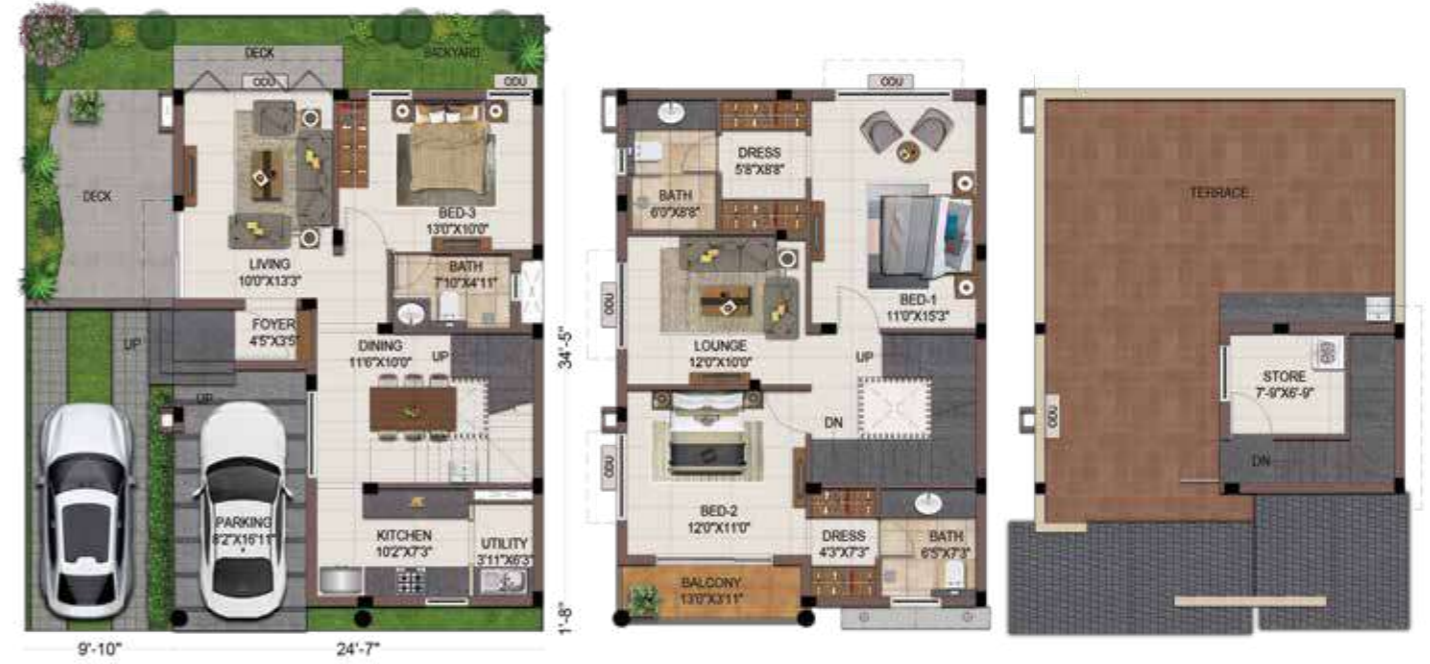 DECK
BACKYARD
ODU
ODU
DECK
BED-3
13'0"X10'0"
LIVING
10'0"X13'3"
BATH
7'10"X4'11"
FOYER
4'5"X3'5"
UP
DINING
11'6"X10'0"
UP
UP
PARKING
8'2"X16'11"
KITCHEN
10'2"X7'3"
UTILITY
3'11"X6'3"
34'-5"
1'-8"
9'-10"
24'-7"
ODU
DRESS
5'8"X8'8"
BATH
6'0"X8'8"
BED-1
11'0"X15'3"
ODU
LOUNGE
12'0"X10'0"
UP
DN
ODU
BED-2
12'0"X11'0"
DRESS
4'3"X7'3"
BATH
6'5"X7'3"
BALCONY
13'0"X3'11"
TERRACE
STORE
7'-9"X6'-9"
ODU
DN